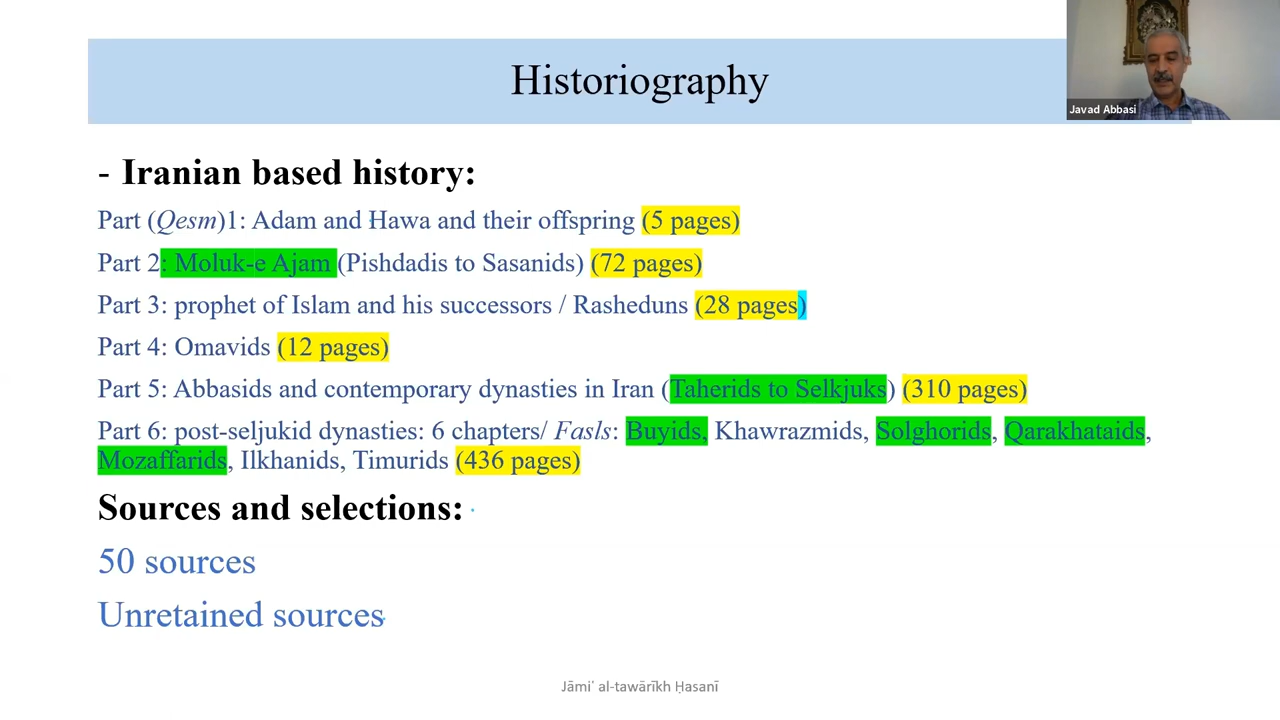 Historiography
Javad Abbasi
- Iranian based history:
Part (Qesm)1: Adam and Hawa and their offspring (5 pages)
Part 2: Moluk-e Ajam (Pishdadis to Sasanids) (72 pages)
Part 3: prophet of Islam and his successors / Rasheduns (28 pages)
Part 4: Omavids (12 pages)
Part 5: Abbasids and contemporary dynasties in Iran (Taherids to Selkjuks) (310 pages)
Part 6: post-seljukid dynasties: 6 chapters/ Fasls: Buyids, Khawrazmids, Solghorids, Qarakhataids,
Mozaffarids, Ilkhanids, Timurids (436 pages)
Sources and selections:
50 sources
Unretained sources
Jāmiʿ al-tawārīkh Ḥasanī